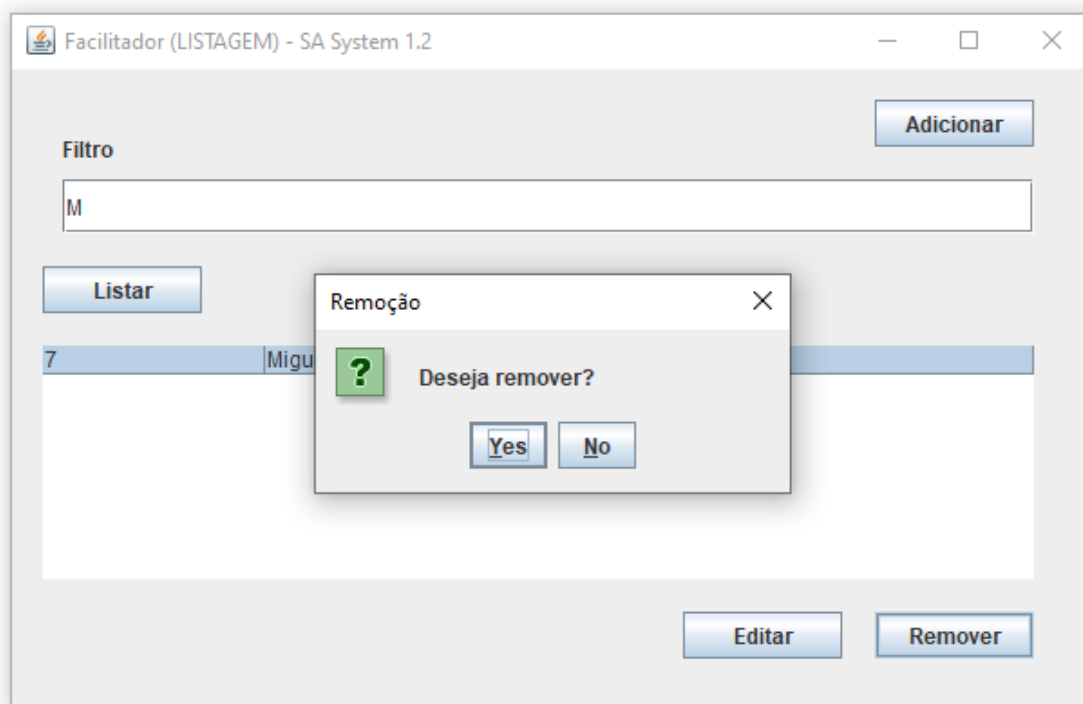 Facilitador (LISTAGEM) - SA System 1.2
Adicionar
Filtro
M
Listar
Remoção
7 Migu
? Deseja remover?
Yes No
Editar Remover